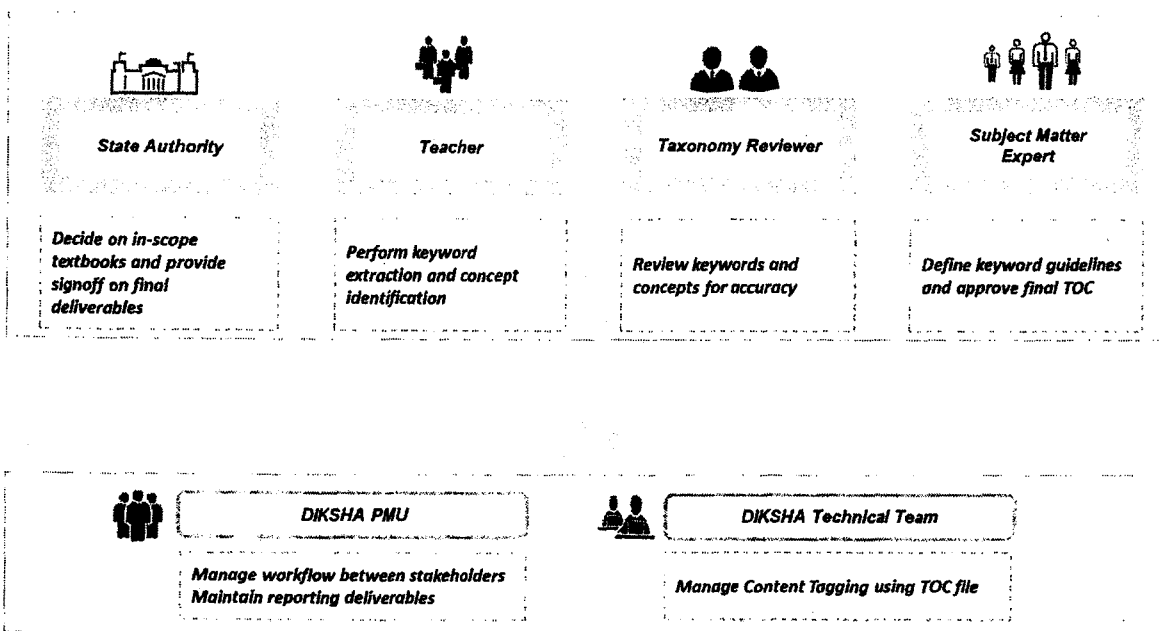 State Authority
Teacher
Taxonomy Reviewer
Subject Matter
Expert
Decide on in-scope
textbooks and provide
signoff on final
deliverables
Perform keyword
extraction and concept
identification
Review keywords and
concepts for accuracy
Define keyword guidelines
and approve final TOC
DIKSHA PMU
Manage workflow between stakeholders
Maintain reporting deliverables
DIKSHA Technical Team
Manage Content Tagging using TOC file